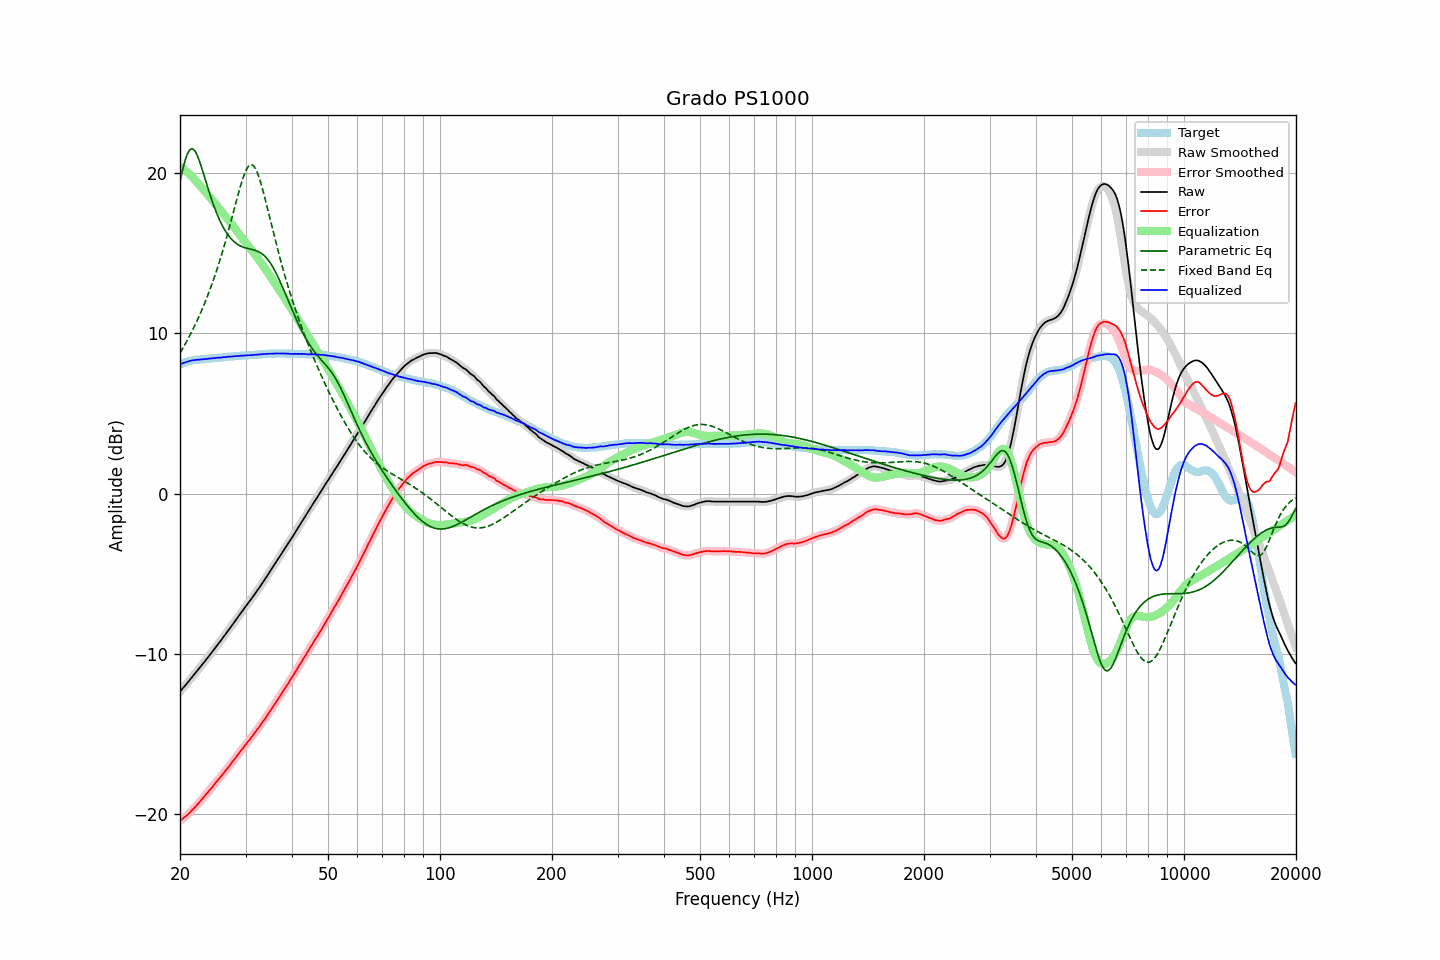 Grado PS1000
Target
Raw Smoothed
Error Smoothed
Raw
Error
Equalization
Parametric Eq
Fixed Band Eq
Equalized
20
10
0
−10
−20
Amplitude (dBr)
20 50 100 200 500 1000 2000 5000 10000 20000
Frequency (Hz)